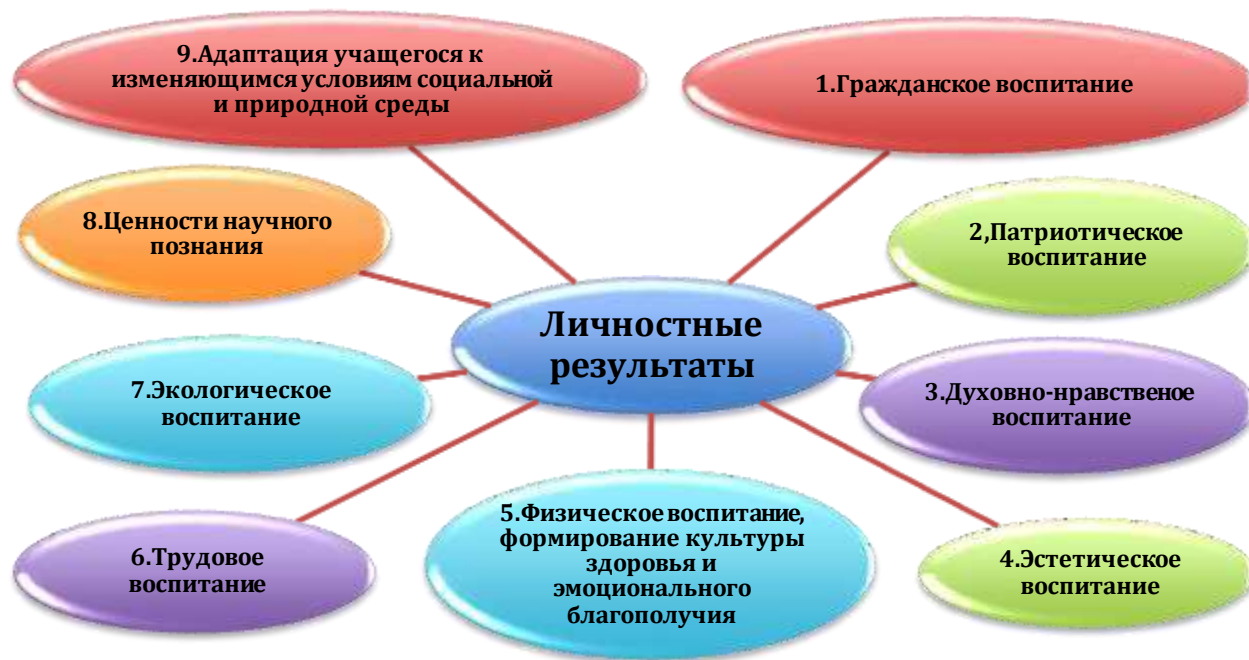 9.Адаптация учащегося к
изменяющимся условиям социальной
и природной среды
1.Гражданское воспитание
8.Ценности научного
познания
2,Патриотическое
воспитание
Личностные
результаты
7.Экологическое
воспитание
3.Духовно-нравственое
воспитание
5.Физическое воспитание,
формирование культуры
здоровья и
эмоционального
благополучия
6.Трудовое
воспитание
4.Эстетическое
воспитание